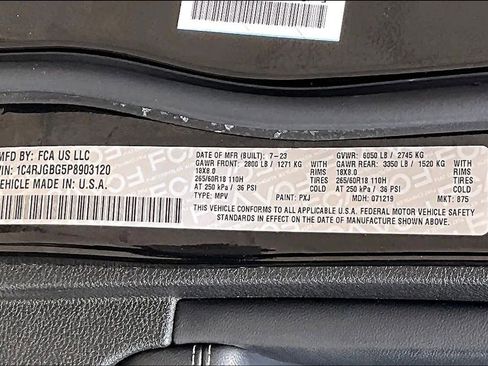 MFD BY: FCA US LLC
VIN: 1C4RJGBG5P8903120
VEHICLE MADE IN U.S.A.
DATE OF MFR (BUILT): 7-23 GVWR: 6050 LB / 2745 KG
GAWR FRONT: 2800 LB / 1271 KG GAWR REAR: 3350 LB / 1520 KG
18X8.0 RIMS 18X8.0 RIMS
265/60R18 110H TIRES 265/60R18 110H TIRES
AT 250 kPa / 36 PSI AT 250 kPa / 36 PSI
TYPE: MPV PAINT: PXJ MDH: 071219 MKT: 875
THIS VEHICLE CONFORMS TO ALL APPLICABLE U.S.A. FEDERAL MOTOR VEHICLE SAFETY
STANDARDS IN EFFECT ON THE DATE OF MANUFACTURE SHOWN ABOVE.